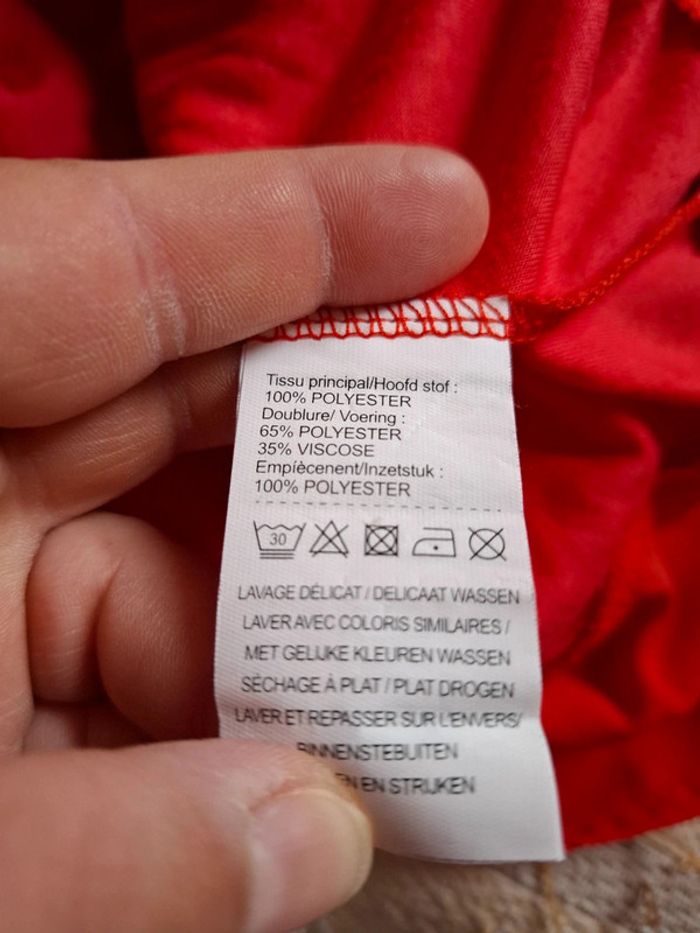 Tissu principal/Hoofd stof :
100% POLYESTER
Doublure/ Voering :
65% POLYESTER
35% VISCOSE
Empíècenent/Inzetstuk :
100% POLYESTER
30
LAVAGE DÉLICAT / DELICAAT WASSEN
LAVER AVEC COLORIS SIMILAIRES /
MET GELIJKE KLEUREN WASSEN
SÉCHAGE À PLAT / PLAT DROGEN
LAVER ET REPASSER SUR L'ENVERS/
BINNENSTEBUITEN
EN STRIJKEN